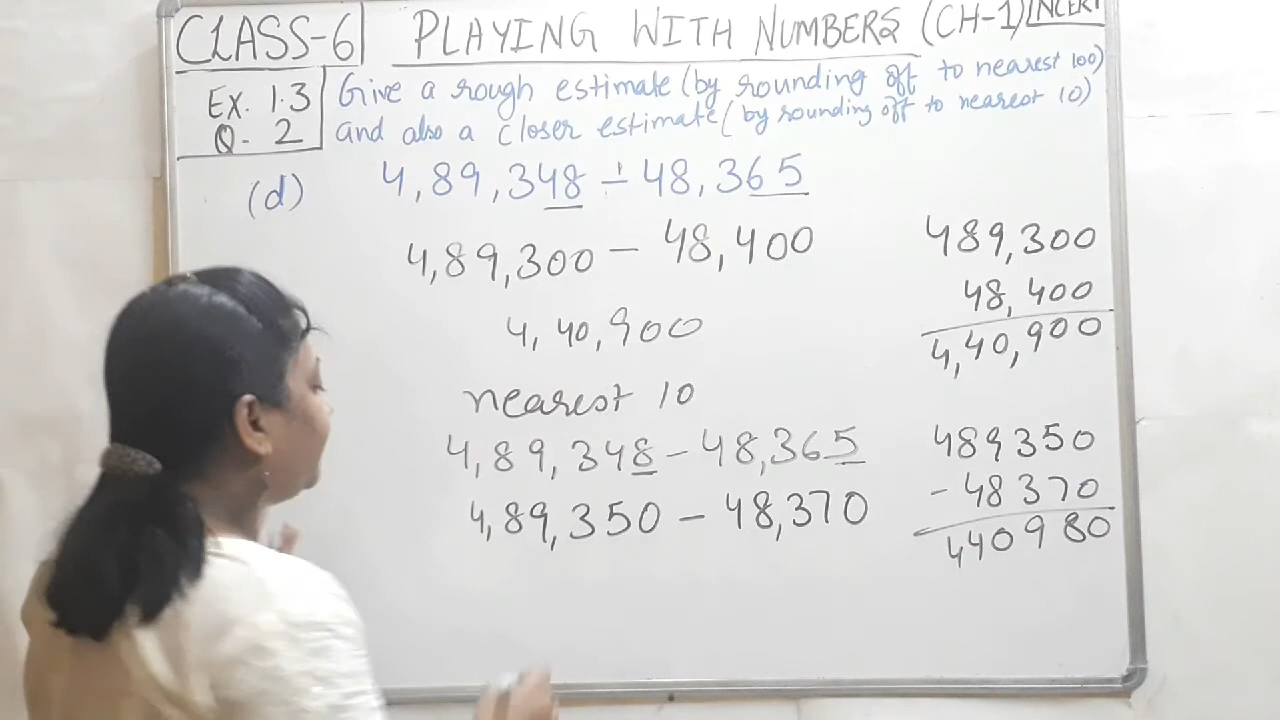 CLASS-6 PLAYING WITH NUMBERS (CH-1) NCERT
Ex. 1.3 Give a rough estimate (by rounding off to nearest 100)
Q. 2 and also a closer estimate (by rounding off to nearest 10)
(d) 4,89,348 - 48,365
4,89,300 - 48,400
4,40,900
489,300
48,400
4,40,900
nearest 10
4,89,348 - 48,365
4,89,350 - 48,370
489350
- 48370
440980